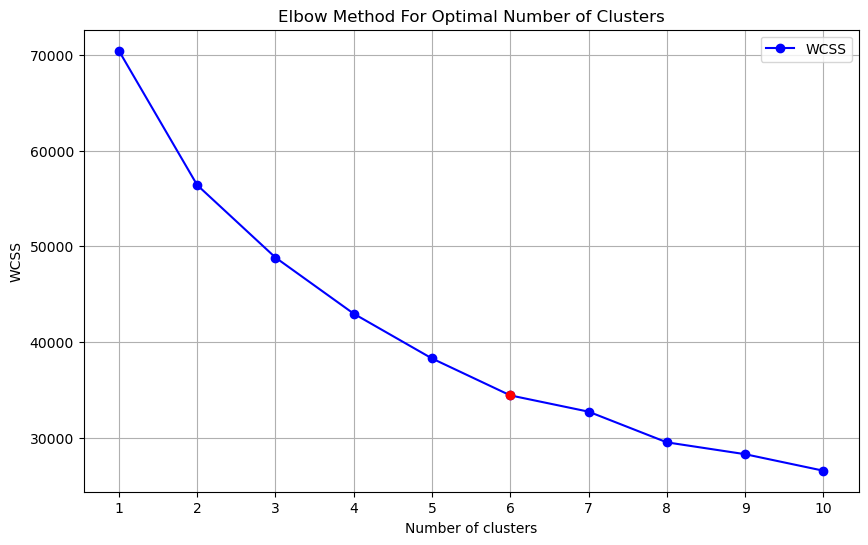 Elbow Method For Optimal Number of Clusters
WCSS
70000
60000
50000
40000
30000
WCSS
1 2 3 4 5 6 7 8 9 10
Number of clusters